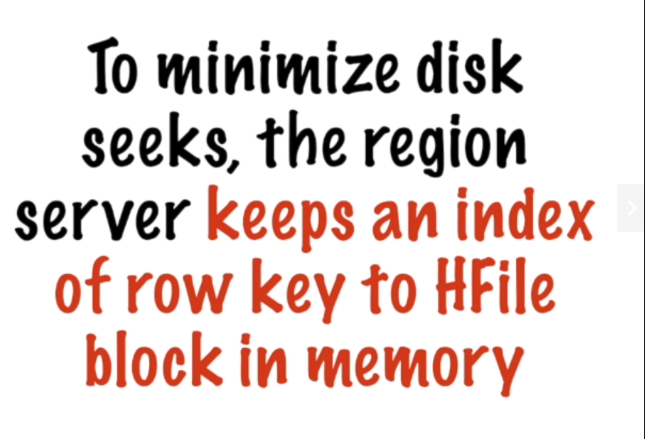 To minimize disk
seeks, the region
server keeps an index
of row key to HFile
block in memory